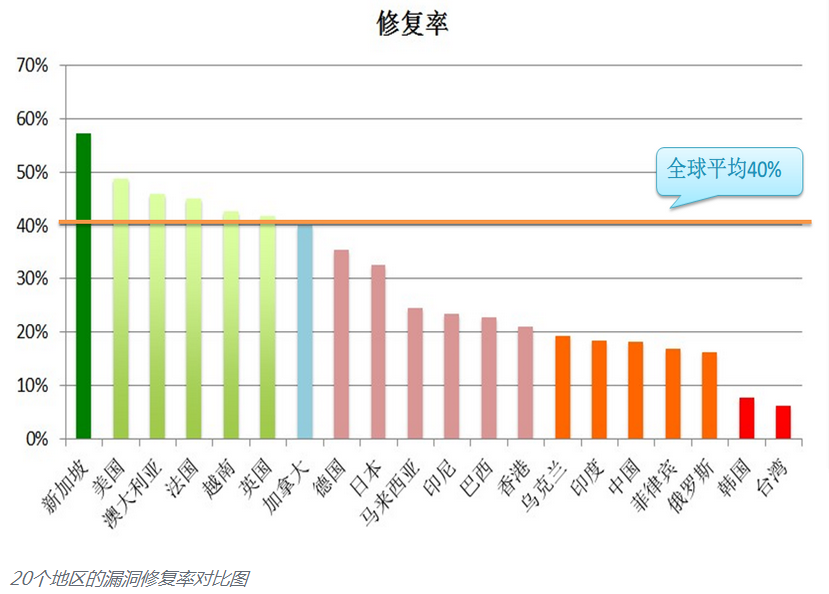 修复率
70%
60%
50%
40%
30%
20%
10%
0%
全球平均40%
新加坡
美国
澳大利亚
法国
越南
英国
加拿大
德国
日本
马来西亚
印尼
巴西
香港
乌克兰
印度
中国
菲律宾
俄罗斯
韩国
台湾
20个地区的漏洞修复率对比图